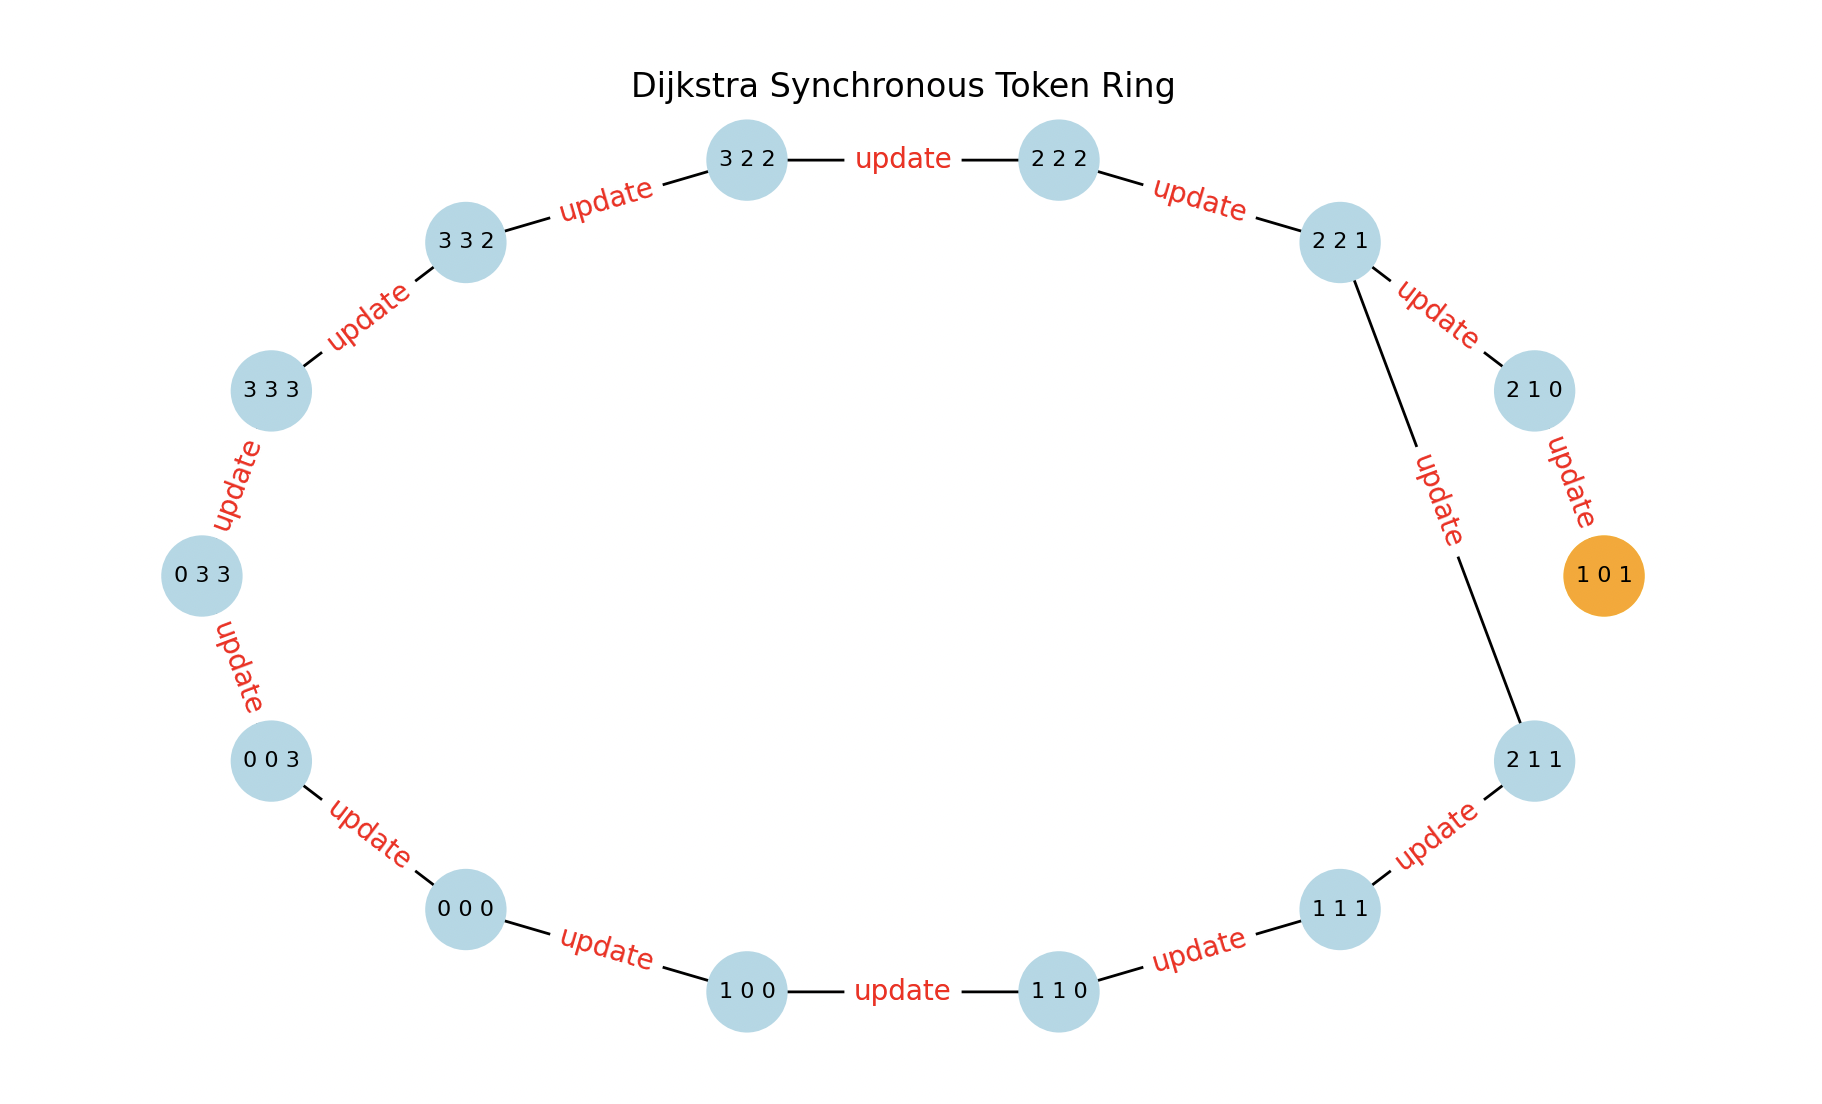 Dijkstra Synchronous Token Ring
3 2 2 update 2 2 2
update
update
3 3 2
2 2 1
update
update
3 3 3
2 1 0
update
update
update
0 3 3
1 0 1
update
0 0 3
2 1 1
update
update
0 0 0
1 1 1
update
update
1 0 0 update 1 1 0